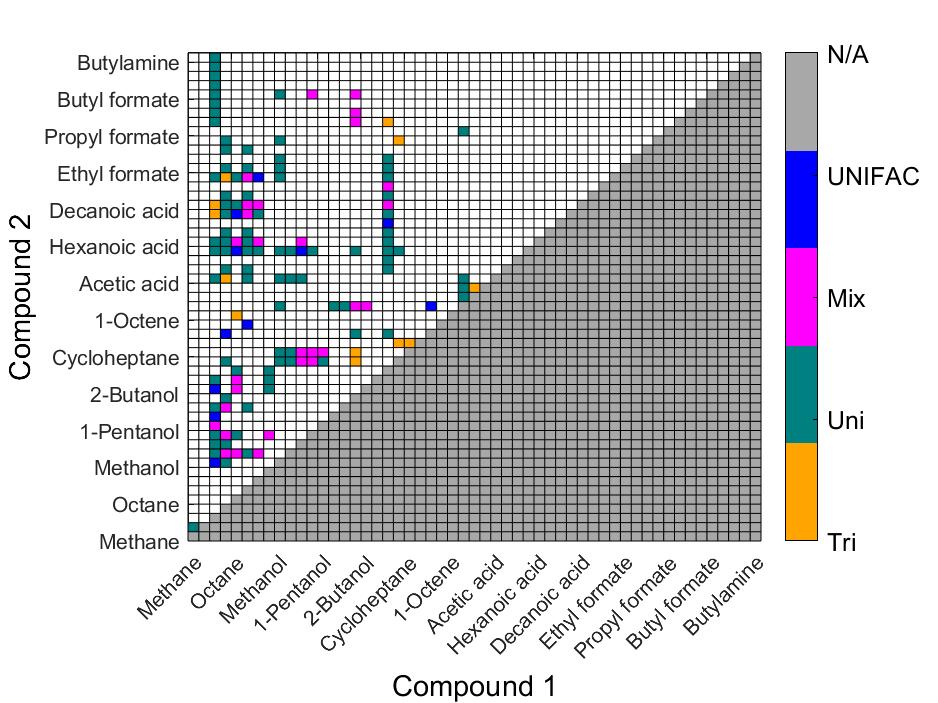 Butylamine
Butyl formate
Propyl formate
Ethyl formate
Decanoic acid
Hexanoic acid
Acetic acid
1-Octene
Cycloheptane
2-Butanol
1-Pentanol
Methanol
Octane
Methane
Compound 2
Methane
Octane
Methanol
1-Pentanol
2-Butanol
Cycloheptane
1-Octene
Acetic acid
Hexanoic acid
Decanoic acid
Ethyl formate
Propyl formate
Butyl formate
Butylamine
Compound 1
N/A
UNIFAC
Mix
Uni
Tri